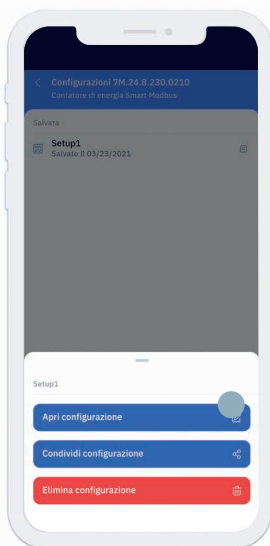 Configurazioni 7M.24.8.230.0210
Contatore di energia Smart Modbus
Salvata
Setup1
Salvato il 03/23/2021
Setup1
Apri configurazione
Condividi configurazione
Elimina configurazione